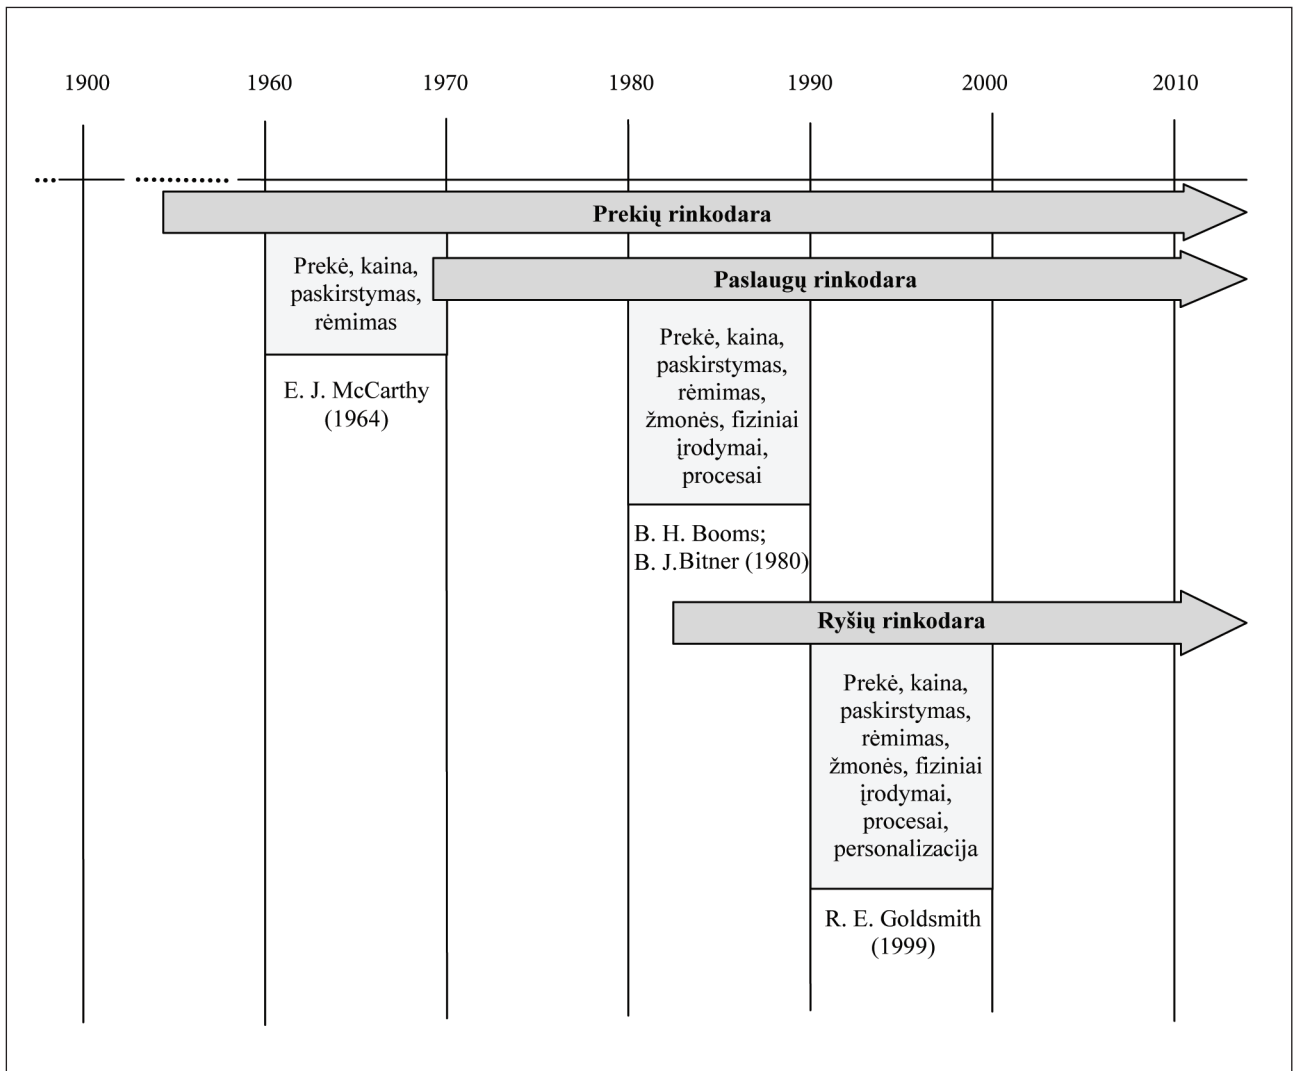 1900 1960 1970 1980 1990 2000 2010
Prekių rinkodara
Prekė, kaina,
paskirstymas,
rėmimas
E. J. McCarthy
(1964)
Paslaugų rinkodara
Prekė, kaina,
paskirstymas,
rėmimas,
žmonės, fiziniai
įrodymai,
procesai
B. H. Booms;
B. J.Bitner (1980)
Ryšių rinkodara
Prekė, kaina,
paskirstymas,
rėmimas,
žmonės, fiziniai
įrodymai,
procesai,
personalizacija
R. E. Goldsmith
(1999)